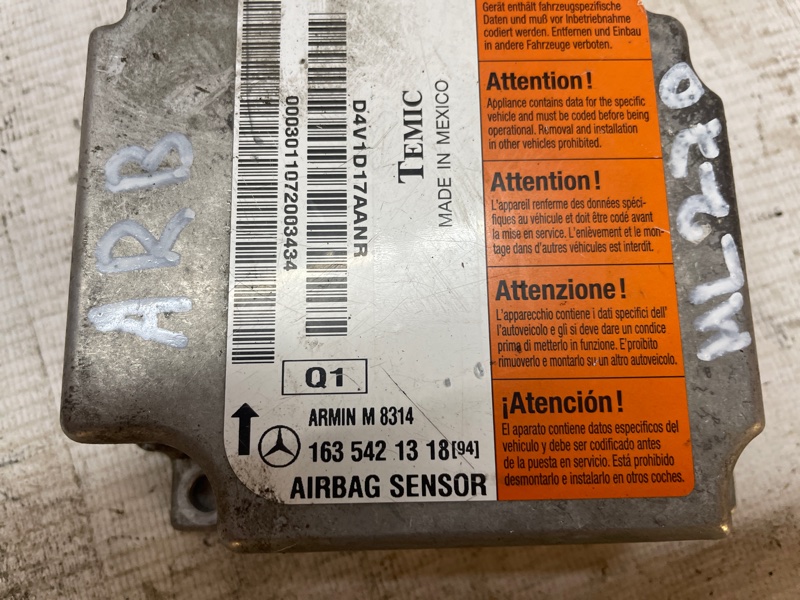 Gerät enthält fahrzeugspezifische
Daten und muß vor Inbetriebnahme
codiert werden. Entfernen und Einbau
in andere Fahrzeuge verboten.
Attention !
Appliance contains data for the specific
vehicle and must be coded before being
operational. Rumoval and installation
in other vehicles prohibited.
Attention !
L'appareil renferme des données spéci-
fiques au véhicule et doit être codé avant
la mise en service. L'enlèvement et le mon-
tage dans d'autres véhicules est interdit.
Attenzione !
L'apparecchio contiene i dati specifici dell'
l'autoveicolo e gli si deve dare un condice
prima di metterlo in funzione. E'proibito
rimuoverlo e montarlo su un altro autoveicolo.
¡Atención !
El aparato contiene datos especificos del
vehiculo y debe ser codificado antes
de la puesta en servicio. Está prohibido
desmontarlo e instalarlo en otros coches.
TEMIC
MADE IN MEXICO
D4V1D17AANR
00030110720034​34
Q1
ARMIN M 8314
163 542 13 18 [94]
AIRBAG SENSOR
ARB
ML270